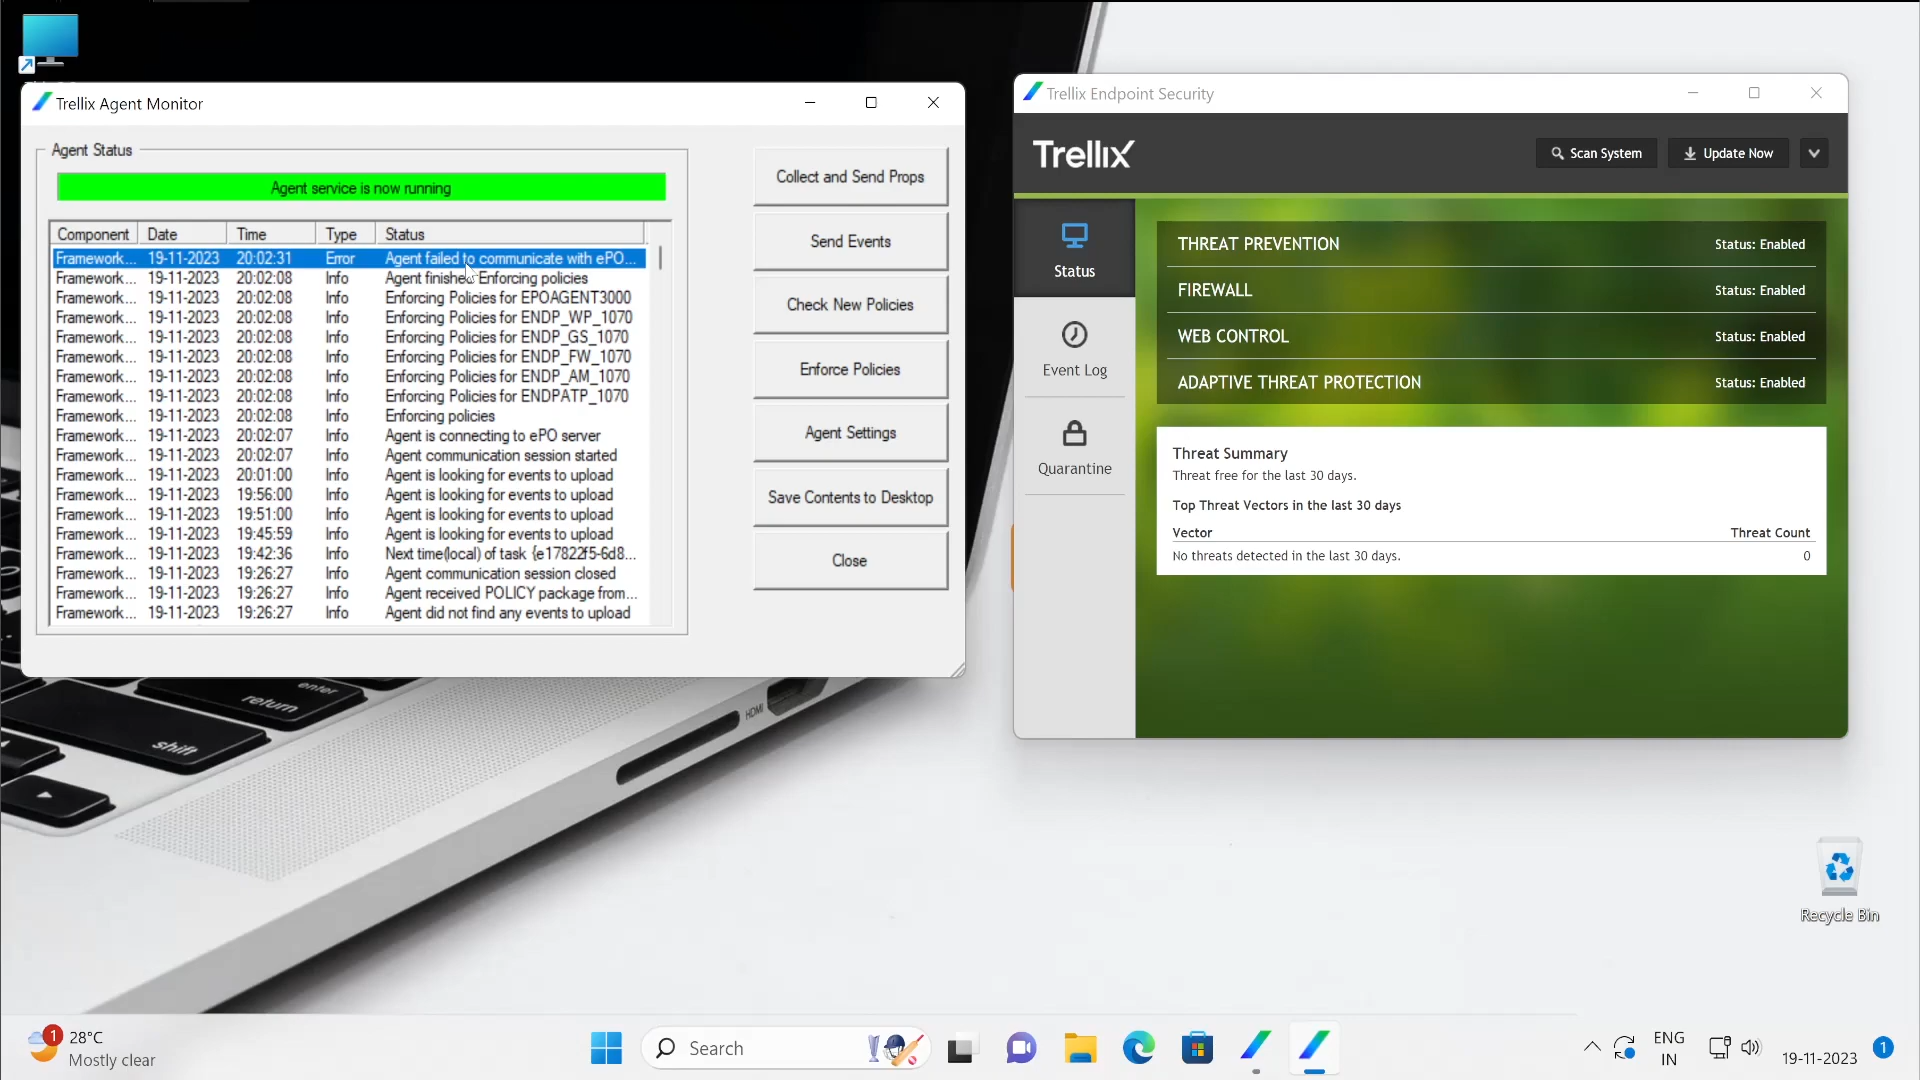 Trellix Agent Monitor
Agent Status
Agent service is now running
Component Date Time Type Status
Framework... 19-11-2023 20:02:31 Error Agent failed to communicate with ePO...
Framework... 19-11-2023 20:02:08 Info Agent finished Enforcing policies
Framework... 19-11-2023 20:02:08 Info Enforcing Policies for EPOAGENT3000
Framework... 19-11-2023 20:02:08 Info Enforcing Policies for ENDP_WP_1070
Framework... 19-11-2023 20:02:08 Info Enforcing Policies for ENDP_GS_1070
Framework... 19-11-2023 20:02:08 Info Enforcing Policies for ENDP_FW_1070
Framework... 19-11-2023 20:02:08 Info Enforcing Policies for ENDP_AM_1070
Framework... 19-11-2023 20:02:08 Info Enforcing Policies for ENDPATP_1070
Framework... 19-11-2023 20:02:08 Info Enforcing policies
Framework... 19-11-2023 20:02:07 Info Agent is connecting to ePO server
Framework... 19-11-2023 20:02:07 Info Agent communication session started
Framework... 19-11-2023 20:01:00 Info Agent is looking for events to upload
Framework... 19-11-2023 19:56:00 Info Agent is looking for events to upload
Framework... 19-11-2023 19:51:00 Info Agent is looking for events to upload
Framework... 19-11-2023 19:45:59 Info Agent is looking for events to upload
Framework... 19-11-2023 19:42:36 Info Next time(local) of task {e17822f5-6d8...
Framework... 19-11-2023 19:26:27 Info Agent communication session closed
Framework... 19-11-2023 19:26:27 Info Agent received POLICY package from...
Framework... 19-11-2023 19:26:27 Info Agent did not find any events to upload
Collect and Send Props
Send Events
Check New Policies
Enforce Policies
Agent Settings
Save Contents to Desktop
Close
Trellix Endpoint Security
Trellix
Scan System
Update Now
Status
Event Log
Quarantine
THREAT PREVENTION Status: Enabled
FIREWALL Status: Enabled
WEB CONTROL Status: Enabled
ADAPTIVE THREAT PROTECTION Status: Enabled
Threat Summary
Threat free for the last 30 days.
Top Threat Vectors in the last 30 days
Vector Threat Count
No threats detected in the last 30 days. 0
enter
return
shift
HDMI
Recycle Bin
1
28°C
Mostly clear
Search
ENG
IN
19-11-2023
1